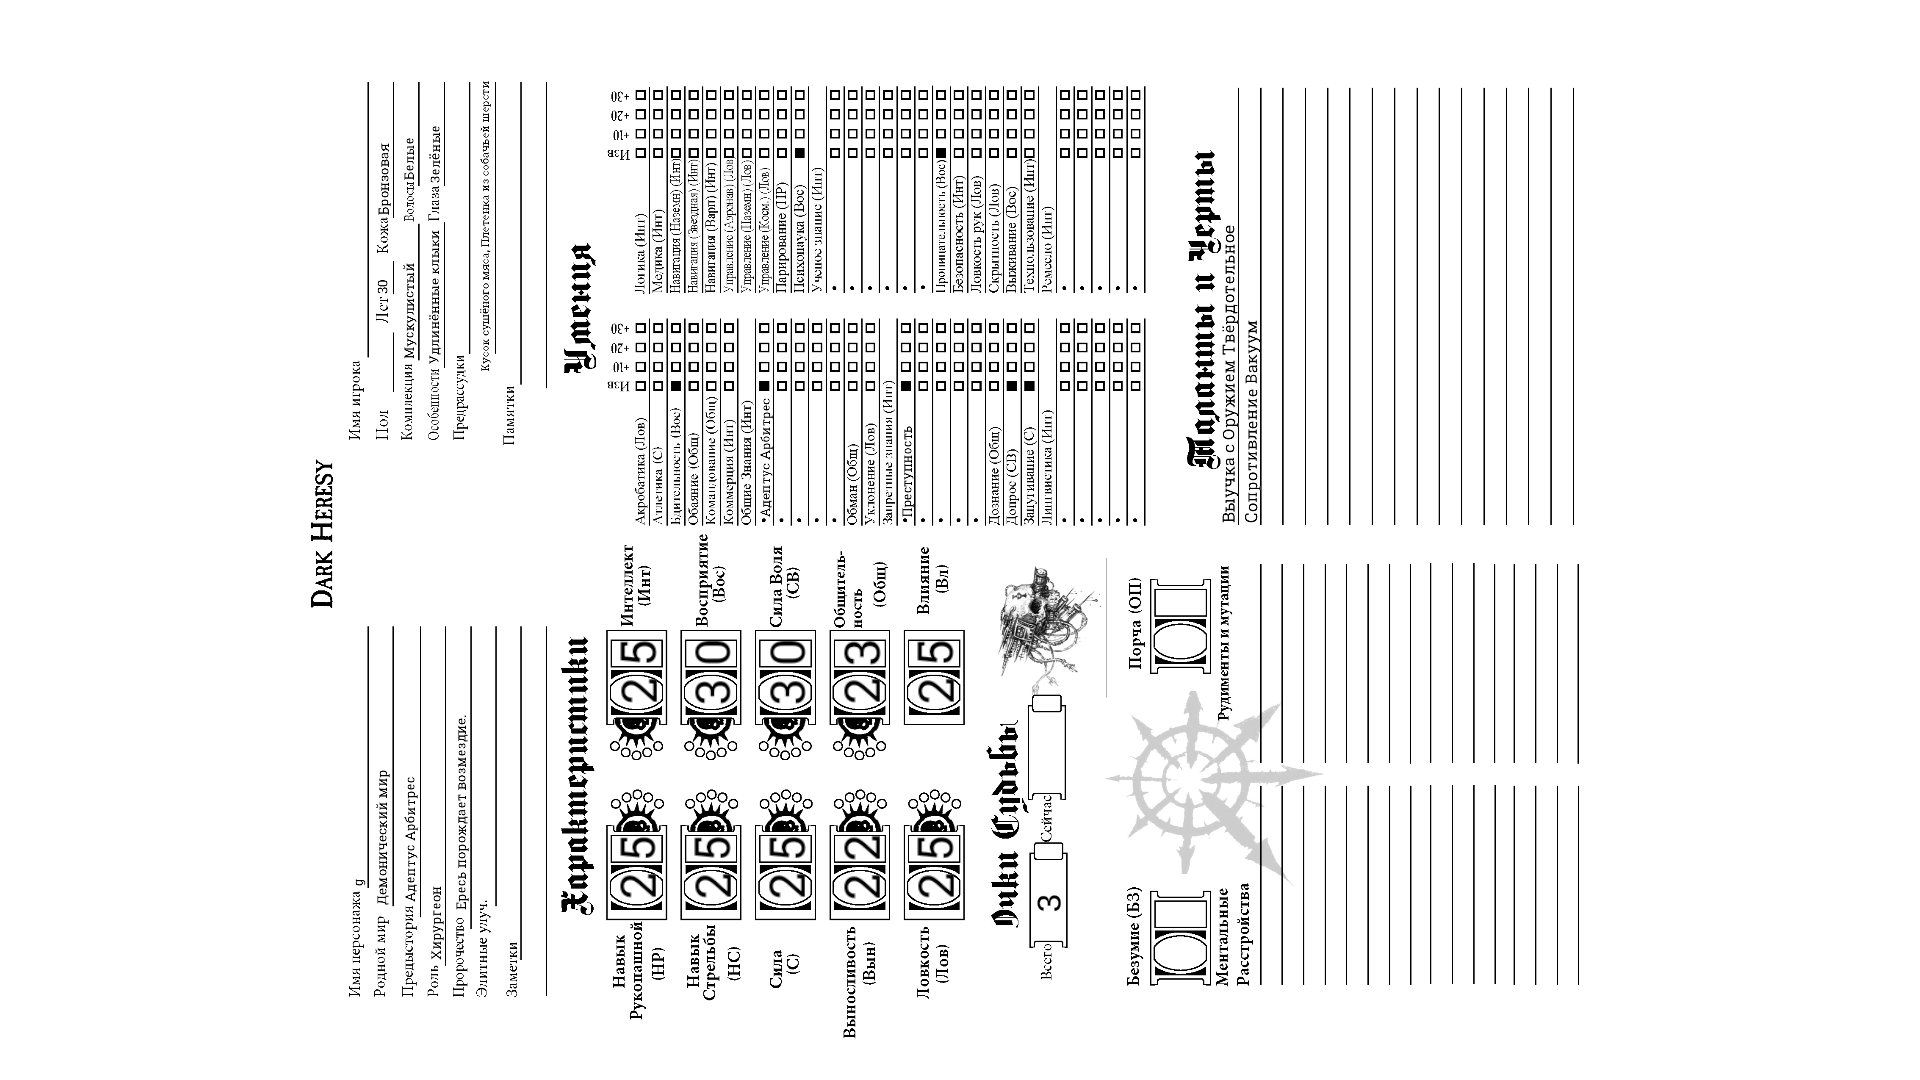 DARK HERESY
Имя персонажа g
Родной мир Демонический мир
Предыстория Адептус Арбитрес
Роль Хирургеон
Пророчество Ересь порождает возмездие.
Элитные улуч.
Заметки
Имя игрока
Пол Лет 30 Кожа Бронзовая
Комплекция Мускулистый Волосы Белые
Особенности Удлинённые клыки Глаза Зелёные
Предрассудки
Кусок сушёного мяса, Плетенка из собачьей шерсти
Памятки
Характеристики
Навык Рукопашной (НР) 25
Интеллект (Инт) 25
Навык Стрельбы (НС) 25
Восприятие (Вос) 30
Сила (С) 25
Сила Воля (СВ) 30
Выносливость (Вын) 22
Общитель-ность (Общ) 23
Ловкость (Лов) 25
Влияние (Вл) 25
Умения
Изв +10 +20 +30
Акробатика (Лов)
Атлетика (С)
Бдительность (Вос)
Обаяние (Общ)
Командование (Общ)
Коммерция (Инт)
Общие Знания (Инт)
•Адептус Арбитрес
•
•
•
•
Обман (Общ)
Уклонение (Лов)
Запретные знания (Инт)
•Преступность
•
•
•
•
Дознание (Общ)
Допрос (СВ)
Запугивание (С)
Лингвистика (Инт)
•
•
•
•
•
Изв +10 +20 +30
Логика (Инт)
Медика (Инт)
Навигация (Наземн) (Инт)
Навигация (Звездная) (Инт)
Навигация (Варп) (Инт)
Управление (Аэронав) (Лов
Управление (Наземн) (Лов)
Управление (Косм.) (Лов)
Парирование (НР)
Психонаука (Вос)
Ученое знание (Инт)
•
•
•
•
•
•
Проницательность (Вос)
Безопасность (Инт)
Ловкость рук (Лов)
Скрытность (Лов)
Выживание (Вос)
Техпользование (Инт)
Ремесло (Инт)
•
•
•
•
•
Очки Судьбы
Всего 3 Сейчас
Безумие (БЗ)
Порча (ОП)
Ментальные
Расстройства
Рудименты и мутации
Таланты и Черты
Выучка с Оружием Твёрдотельное
Сопротивление Вакуум